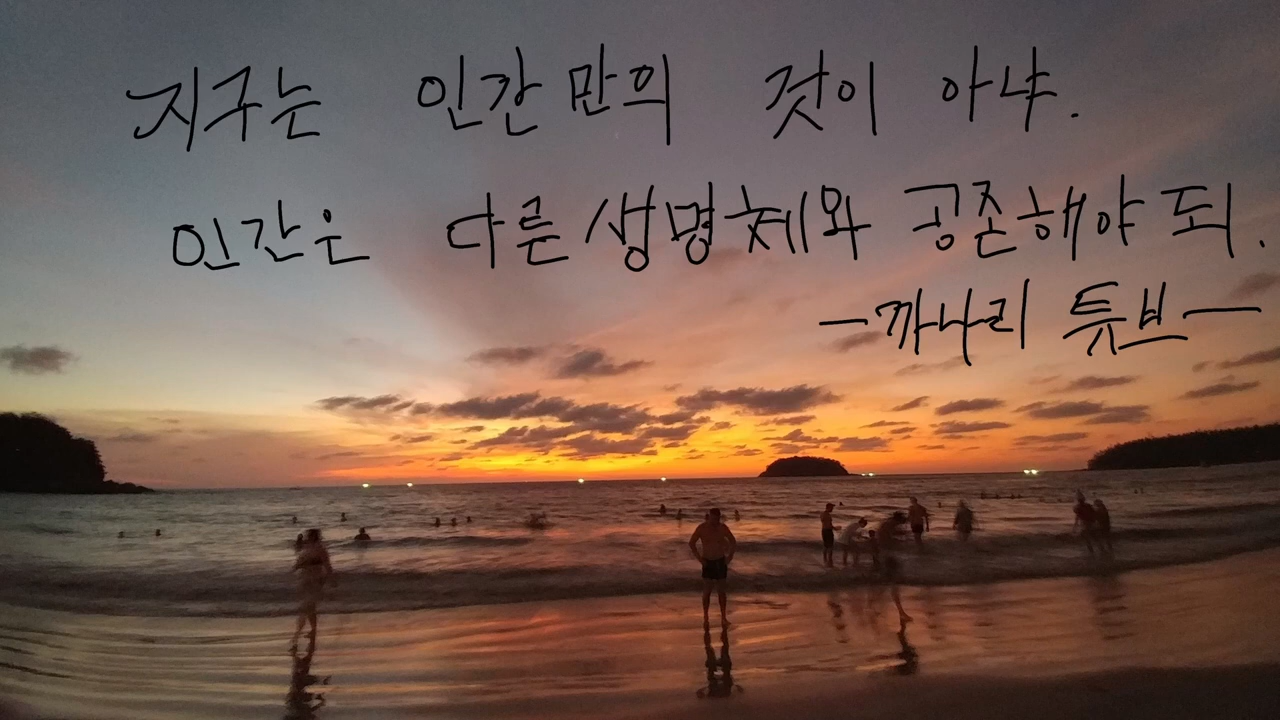 지구는 인간만의 것이 아냐.
인간은 다른 생명체와 공존해야 되.
-까나리 튜브-